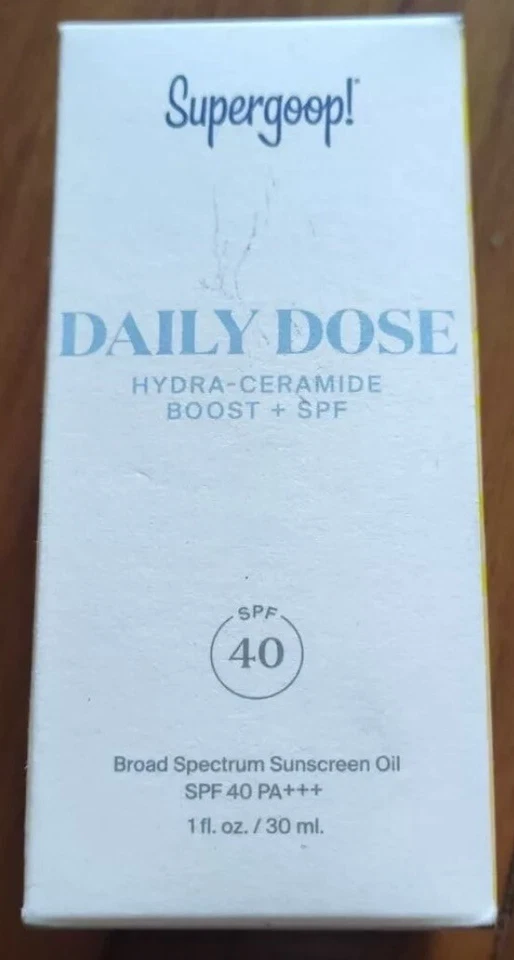 Supergoop!
DAILY DOSE
HYDRA-CERAMIDE
BOOST + SPF
SPF
40
Broad Spectrum Sunscreen Oil
SPF 40 PA+++
1 fl. oz. / 30 ml.